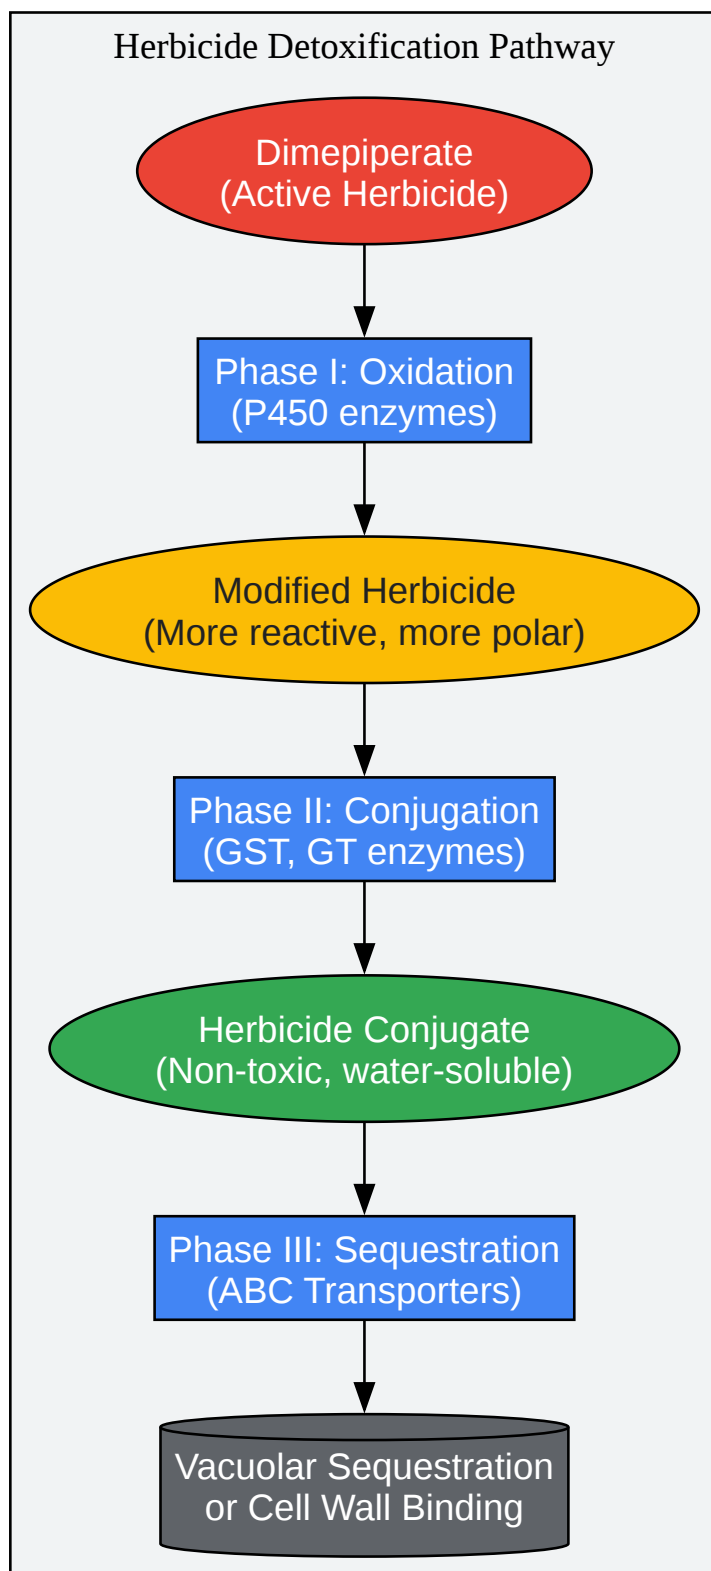 Herbicide Detoxification Pathway
Dimepiperate
(Active Herbicide)
Phase I: Oxidation
(P450 enzymes)
Modified Herbicide
(More reactive, more polar)
Phase II: Conjugation
(GST, GT enzymes)
Herbicide Conjugate
(Non-toxic, water-soluble)
Phase III: Sequestration
(ABC Transporters)
Vacuolar Sequestration
or Cell Wall Binding